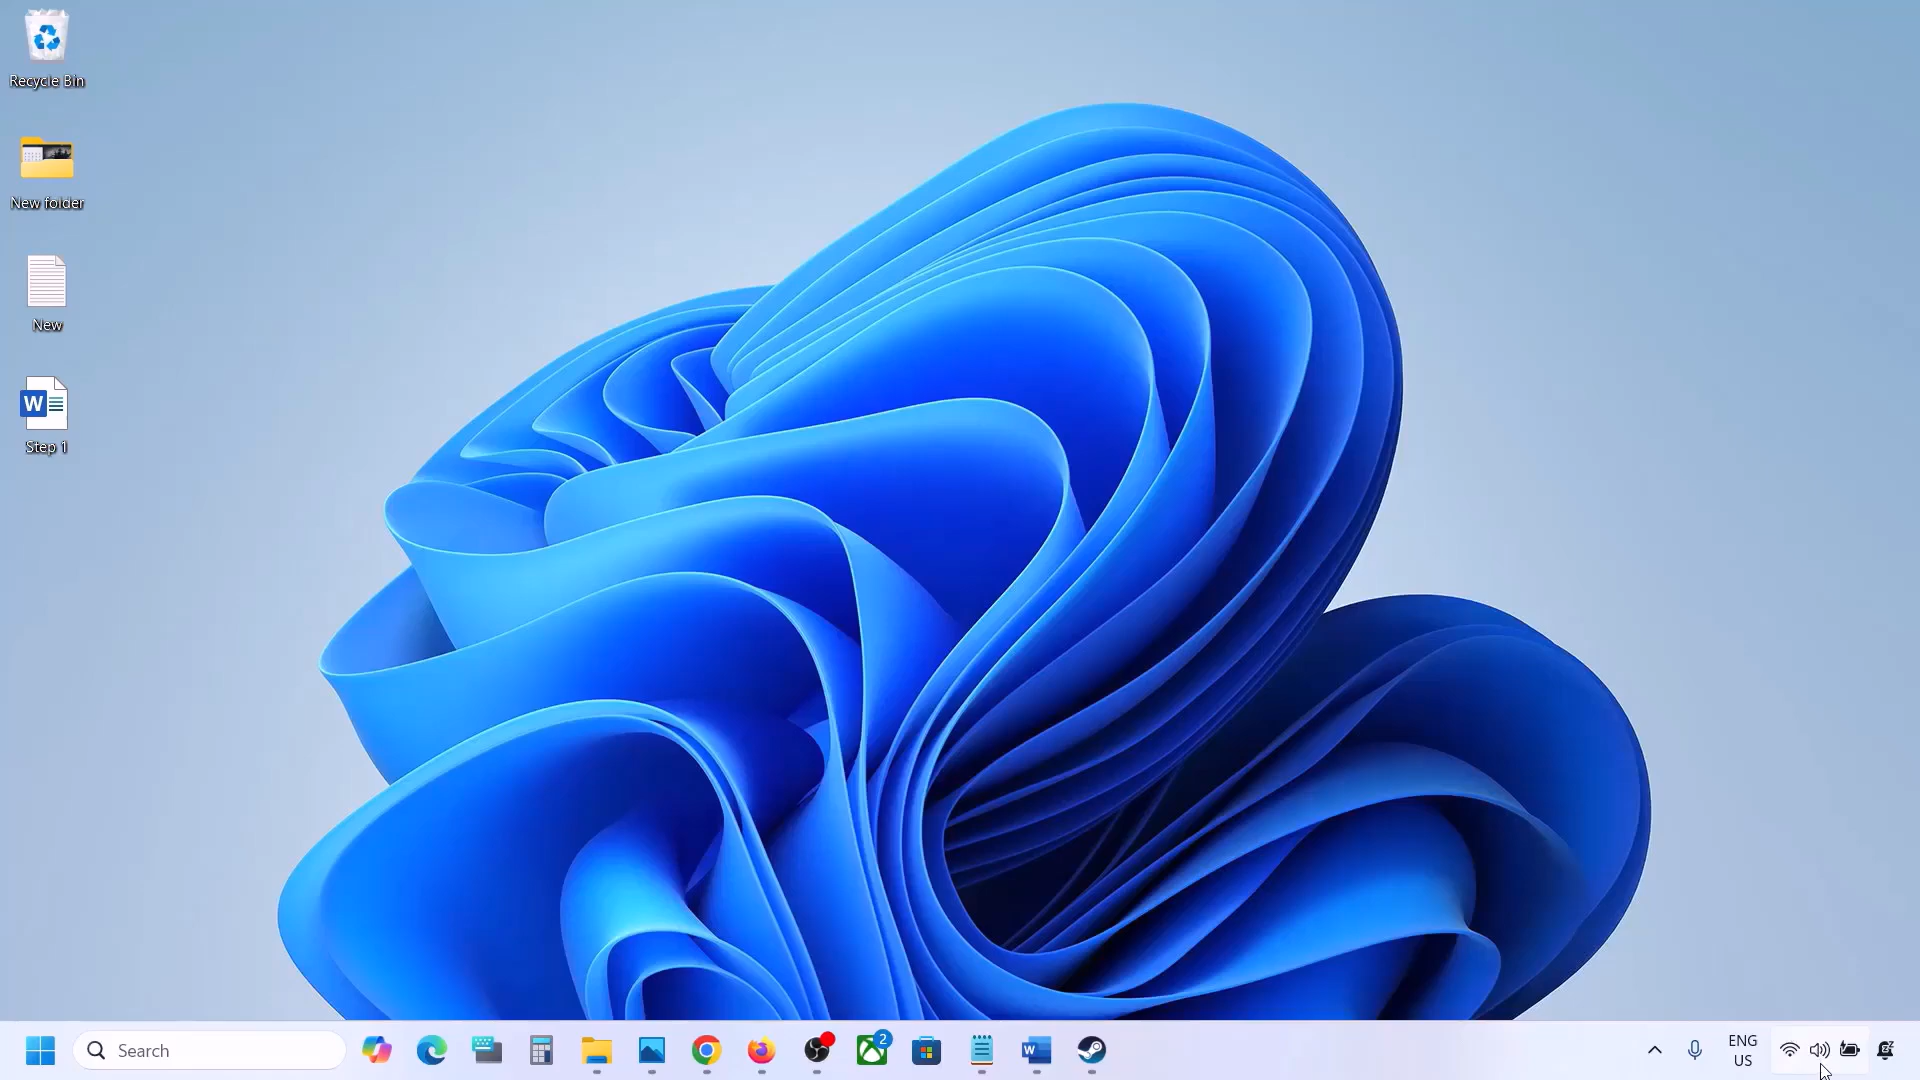 Recycle Bin
New folder
New
W
Step 1
Search
2
W
ENG
US